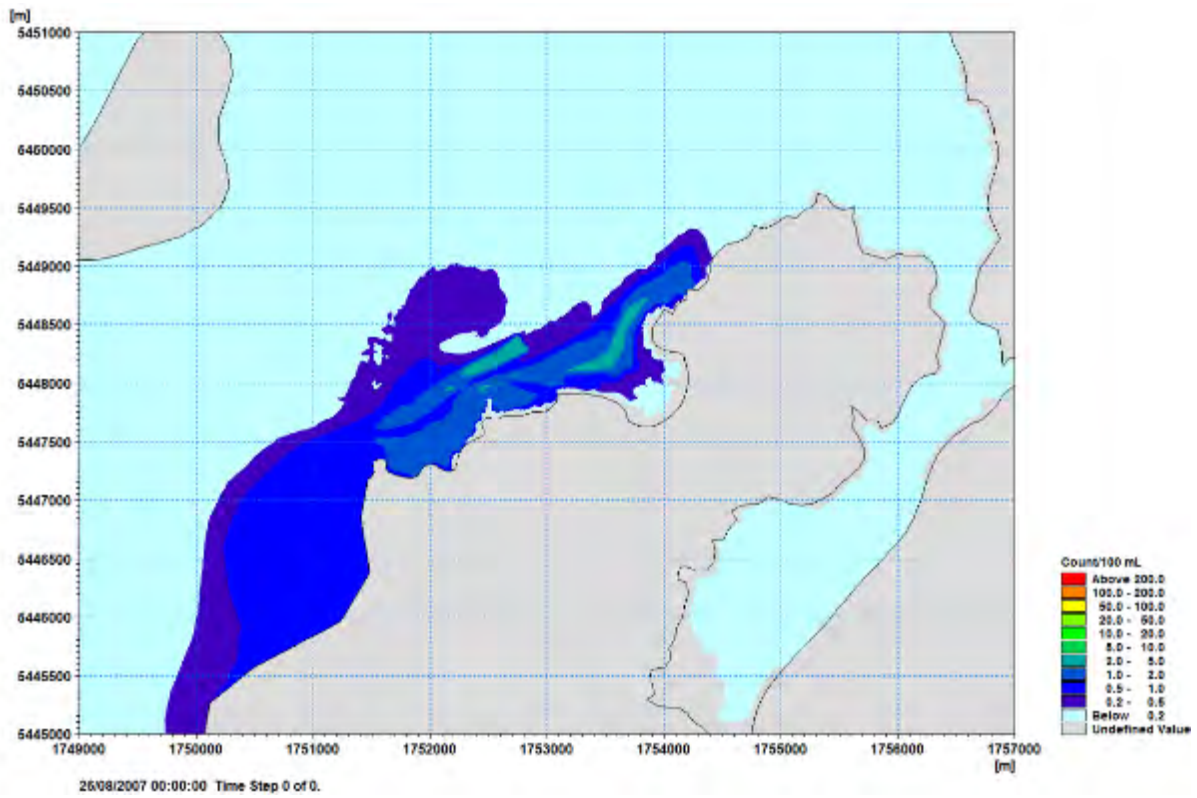 [m]
5451000
5450500
5450000
5449500
5449000
5448500
5448000
5447500
5447000
5446500
5446000
5445500
5445000
1749000 1750000 1751000 1752000 1753000 1754000 1755000 1756000 1757000
[m]
26/08/2007 00:00:00 Time Step 0 of 0.
Count/100 mL
Above 200.0
100.0 - 200.0
50.0 - 100.0
20.0 - 50.0
10.0 - 20.0
5.0 - 10.0
2.0 - 5.0
1.0 - 2.0
0.5 - 1.0
0.2 - 0.5
Below 0.2
Undefined Value